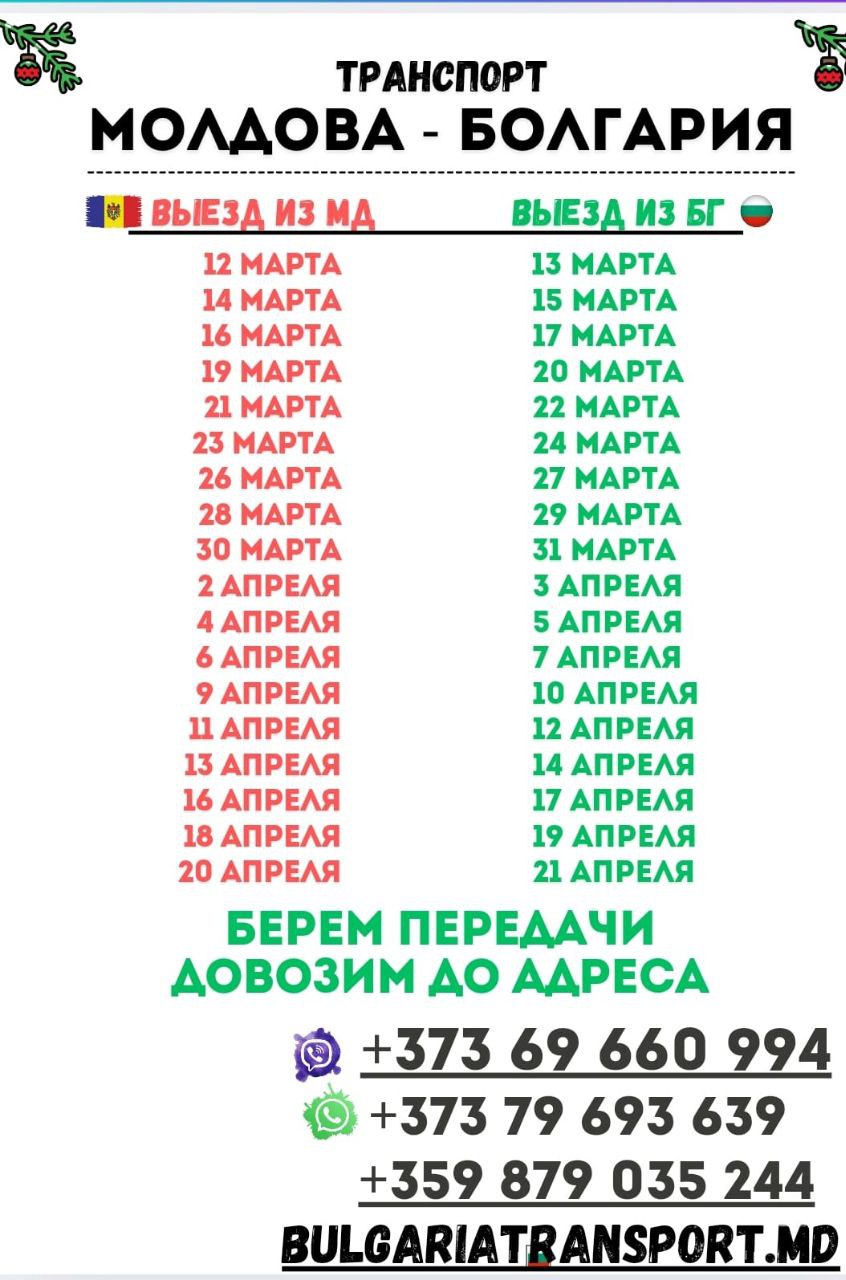 ТРАНСПОРТ
МОЛДОВА - БОЛГАРИЯ
ВЫЕЗД ИЗ МД ВЫЕЗД ИЗ БГ
12 МАРТА 13 МАРТА
14 МАРТА 15 МАРТА
16 МАРТА 17 МАРТА
19 МАРТА 20 МАРТА
21 МАРТА 22 МАРТА
23 МАРТА 24 МАРТА
26 МАРТА 27 МАРТА
28 МАРТА 29 МАРТА
30 МАРТА 31 МАРТА
2 АПРЕЛЯ 3 АПРЕЛЯ
4 АПРЕЛЯ 5 АПРЕЛЯ
6 АПРЕЛЯ 7 АПРЕЛЯ
9 АПРЕЛЯ 10 АПРЕЛЯ
11 АПРЕЛЯ 12 АПРЕЛЯ
13 АПРЕЛЯ 14 АПРЕЛЯ
16 АПРЕЛЯ 17 АПРЕЛЯ
18 АПРЕЛЯ 19 АПРЕЛЯ
20 АПРЕЛЯ 21 АПРЕЛЯ
БЕРЕМ ПЕРЕДАЧИ
ДОВОЗИМ ДО АДРЕСА
+373 69 660 994
+373 79 693 639
+359 879 035 244
BULGARIATRANSPORT.MD